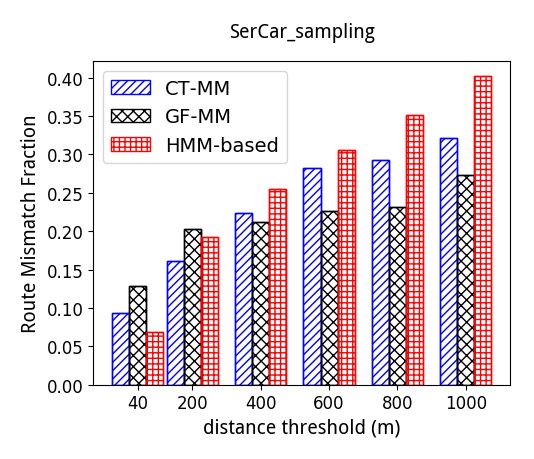 SerCar_sampling
CT-MM
GF-MM
HMM-based
Route Mismatch Fraction
0.40
0.35
0.30
0.25
0.20
0.15
0.10
0.05
0.00
40 200 400 600 800 1000
distance threshold (m)